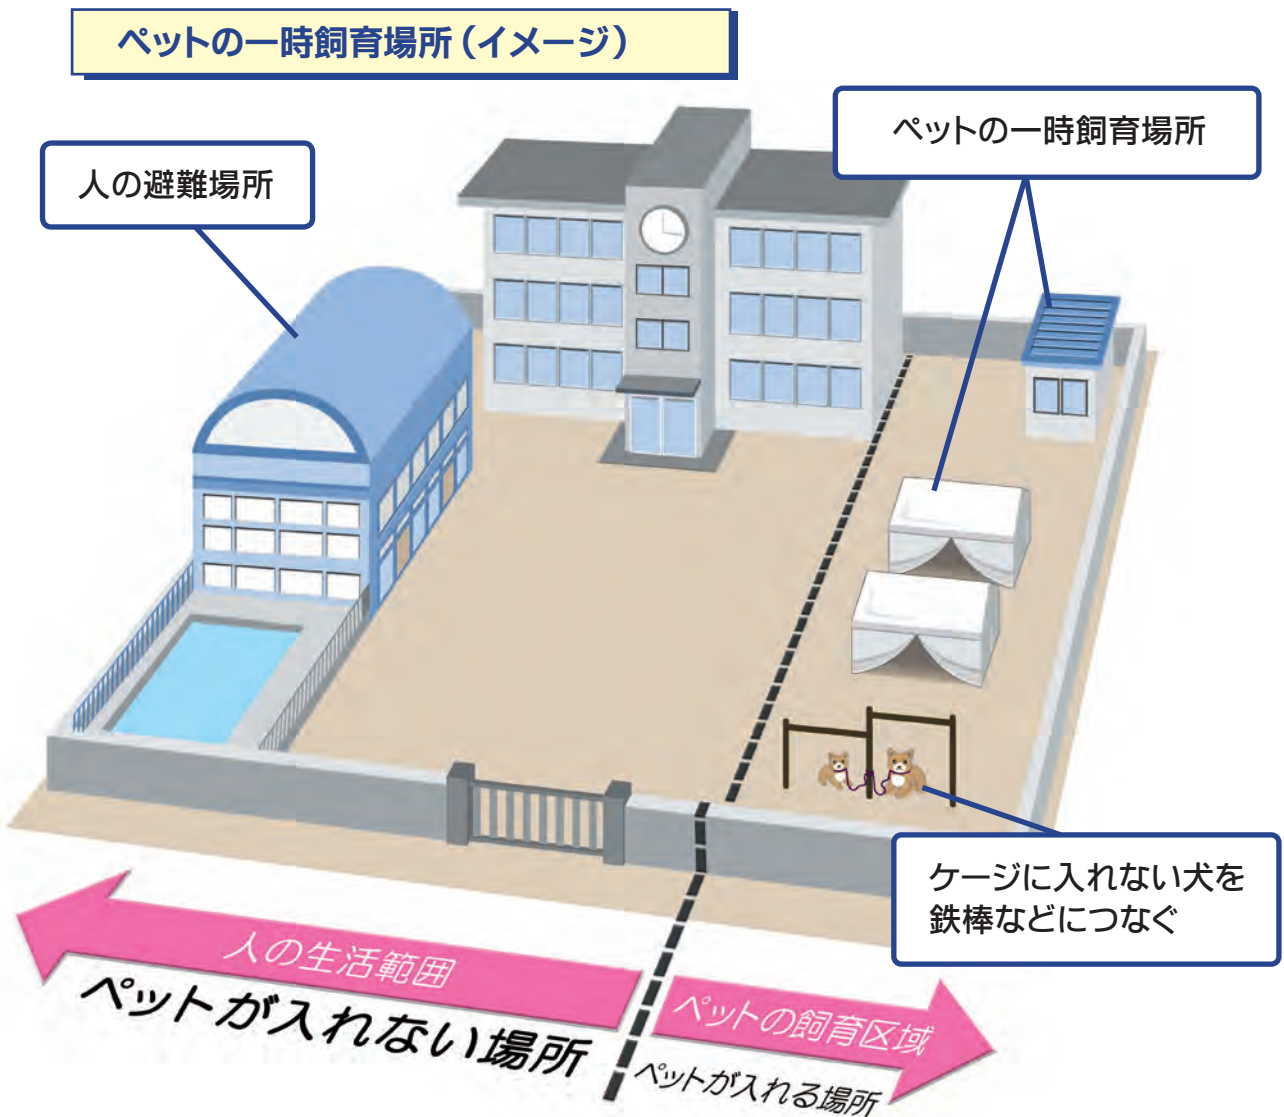 ペットの一時飼育場所（イメージ）
ペットの一時飼育場所
人の避難場所
ケージに入れない犬を
鉄棒などにつなぐ
人の生活範囲
ペットが入れない場所
ペットの飼育区域
ペットが入れる場所